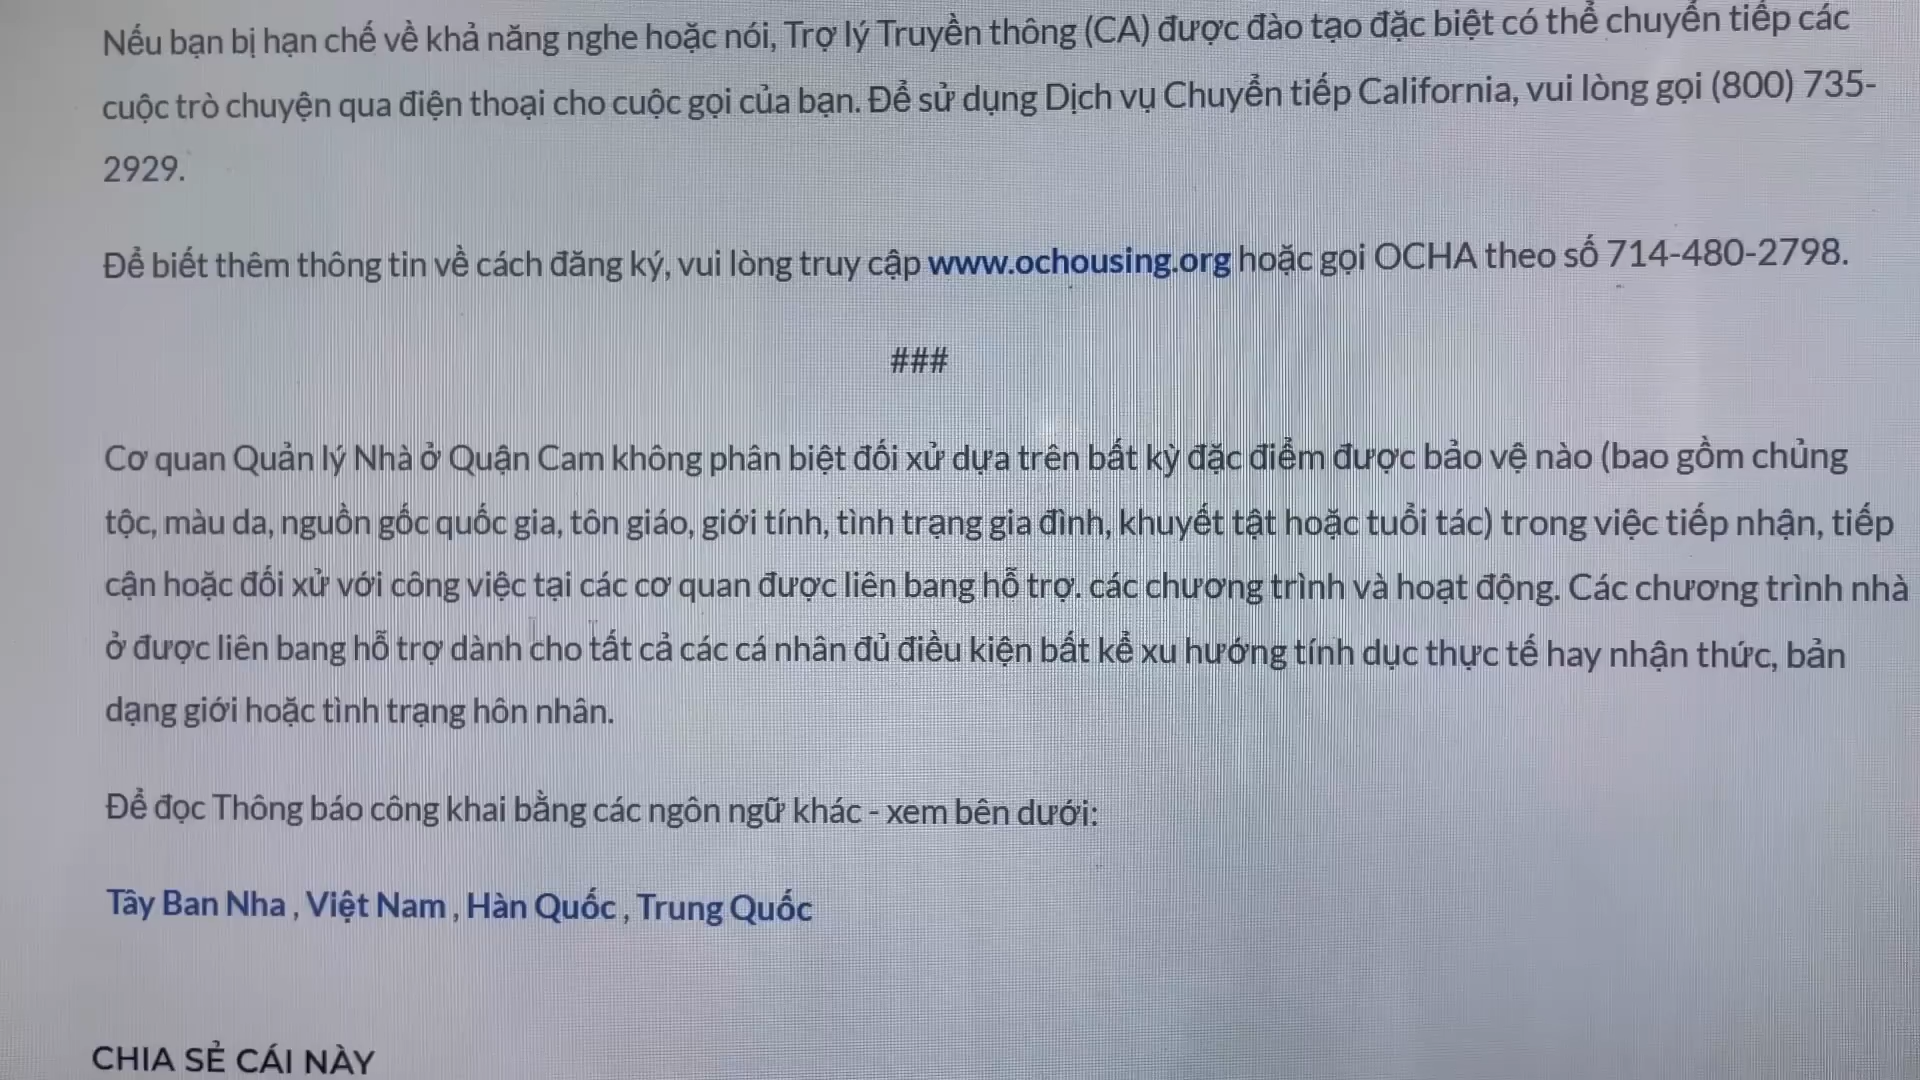 Nếu bạn bị hạn chế về khả năng nghe hoặc nói, Trợ lý Truyền thông (CA) được đào tạo đặc biệt có thể chuyển tiếp các
cuộc trò chuyện qua điện thoại cho cuộc gọi của bạn. Để sử dụng Dịch vụ Chuyển tiếp California, vui lòng gọi (800) 735-
2929.
Để biết thêm thông tin về cách đăng ký, vui lòng truy cập www.ochousing.org hoặc gọi OCHA theo số 714-480-2798.
###
Cơ quan Quản lý Nhà ở Quận Cam không phân biệt đối xử dựa trên bất kỳ đặc điểm được bảo vệ nào (bao gồm chủng
tộc, màu da, nguồn gốc quốc gia, tôn giáo, giới tính, tình trạng gia đình, khuyết tật hoặc tuổi tác) trong việc tiếp nhận, tiếp
cận hoặc đối xử với công việc tại các cơ quan được liên bang hỗ trợ. các chương trình và hoạt động. Các chương trình nhà
ở được liên bang hỗ trợ dành cho tất cả các cá nhân đủ điều kiện bất kể xu hướng tính dục thực tế hay nhận thức, bản
dạng giới hoặc tình trạng hôn nhân.
Để đọc Thông báo công khai bằng các ngôn ngữ khác - xem bên dưới:
Tây Ban Nha , Việt Nam , Hàn Quốc , Trung Quốc
CHIA SẺ CÁI NÀY